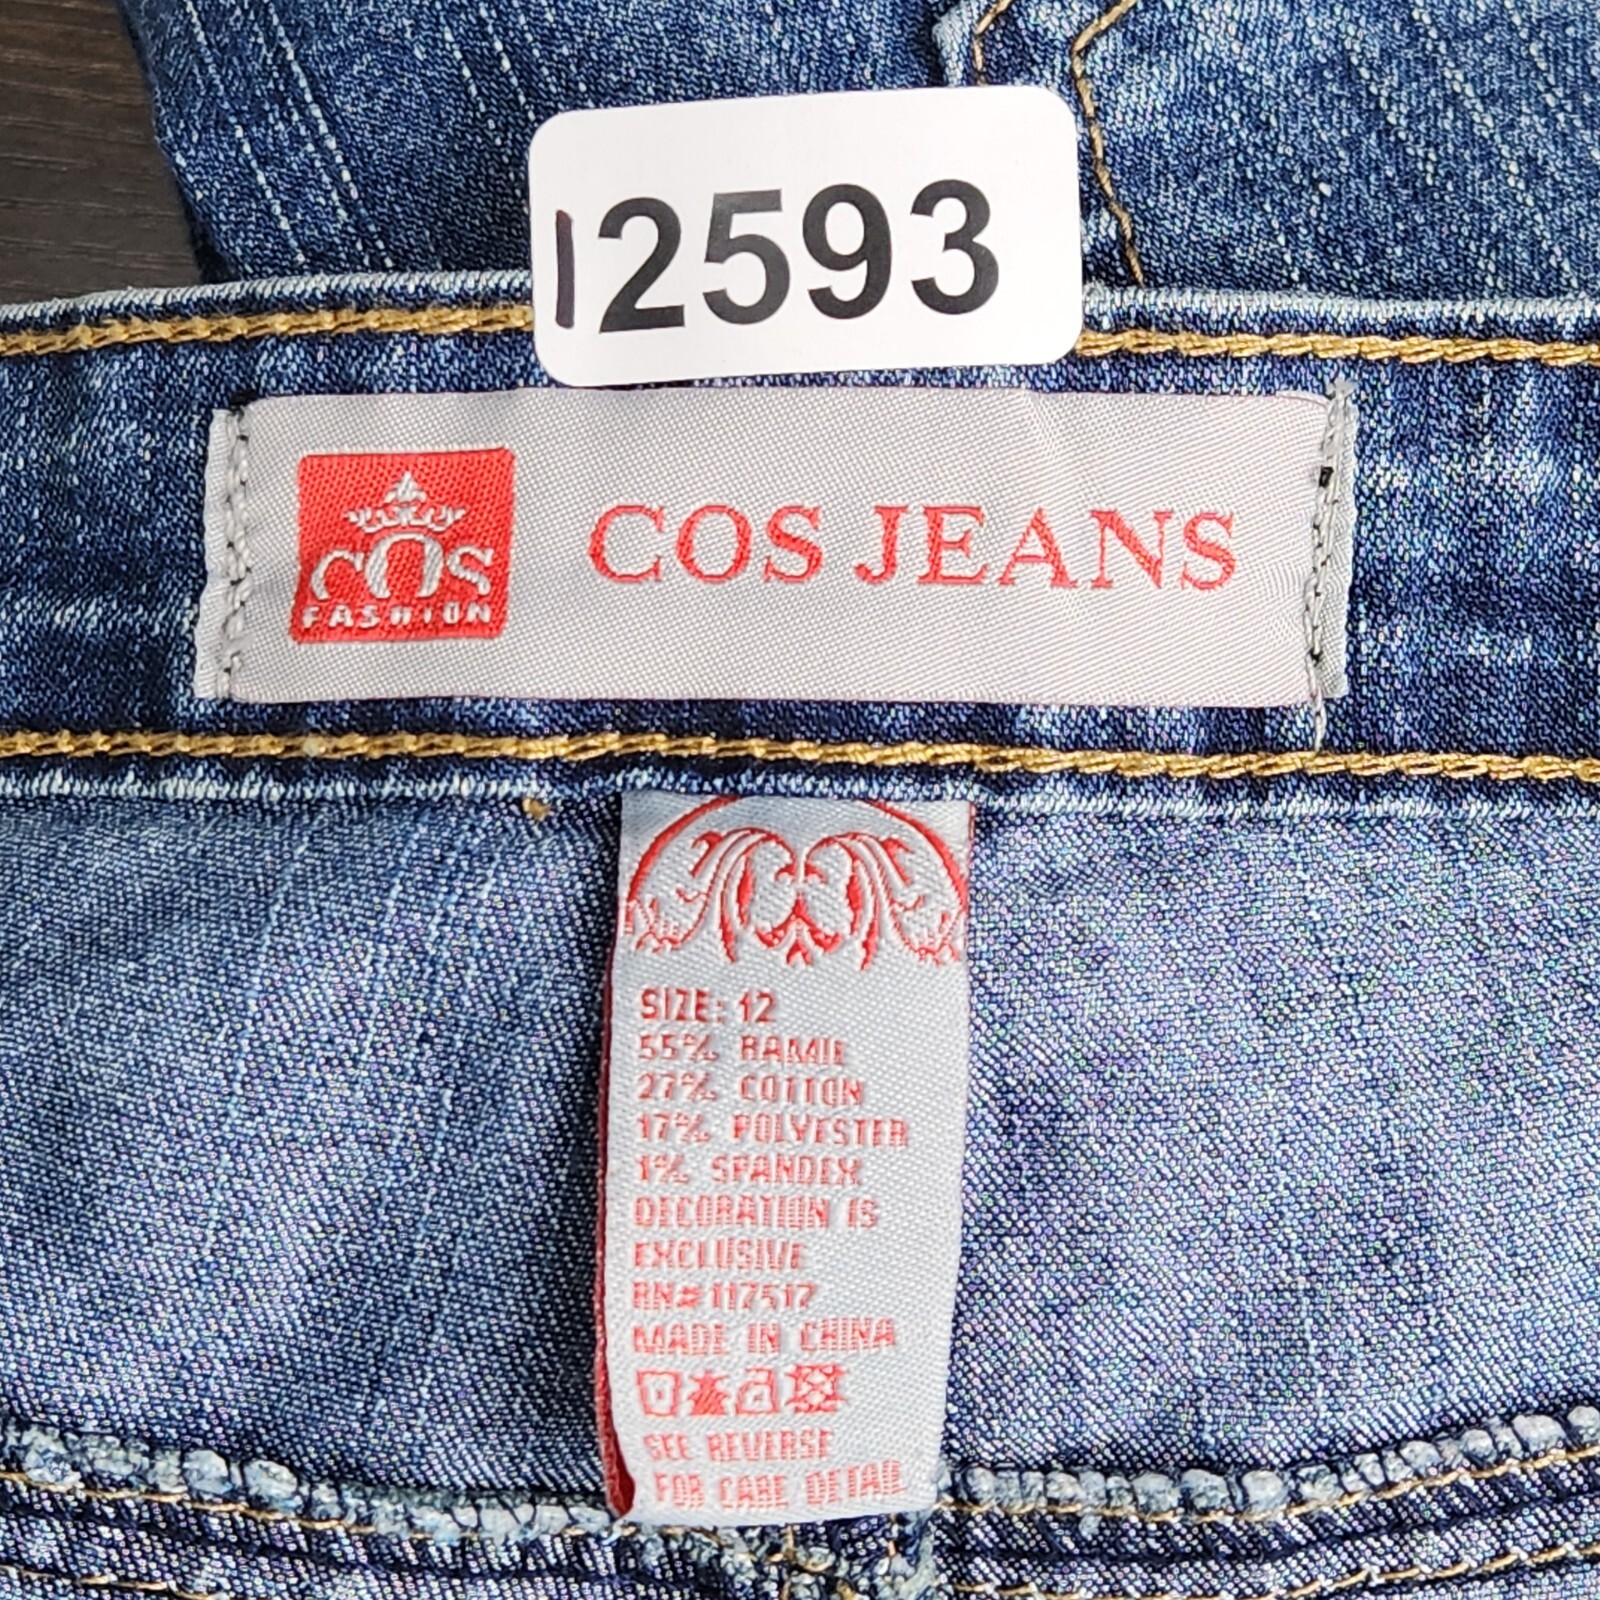 12593
COS
FASHION
COS JEANS
SIZE: 12
55% RAMIE
27% COTTON
17% POLYESTER
1% SPANDEX
DECORATION IS
EXCLUSIVE
RN# 117517
MADE IN CHINA
SEE REVERSE
FOR CARE DETAIL